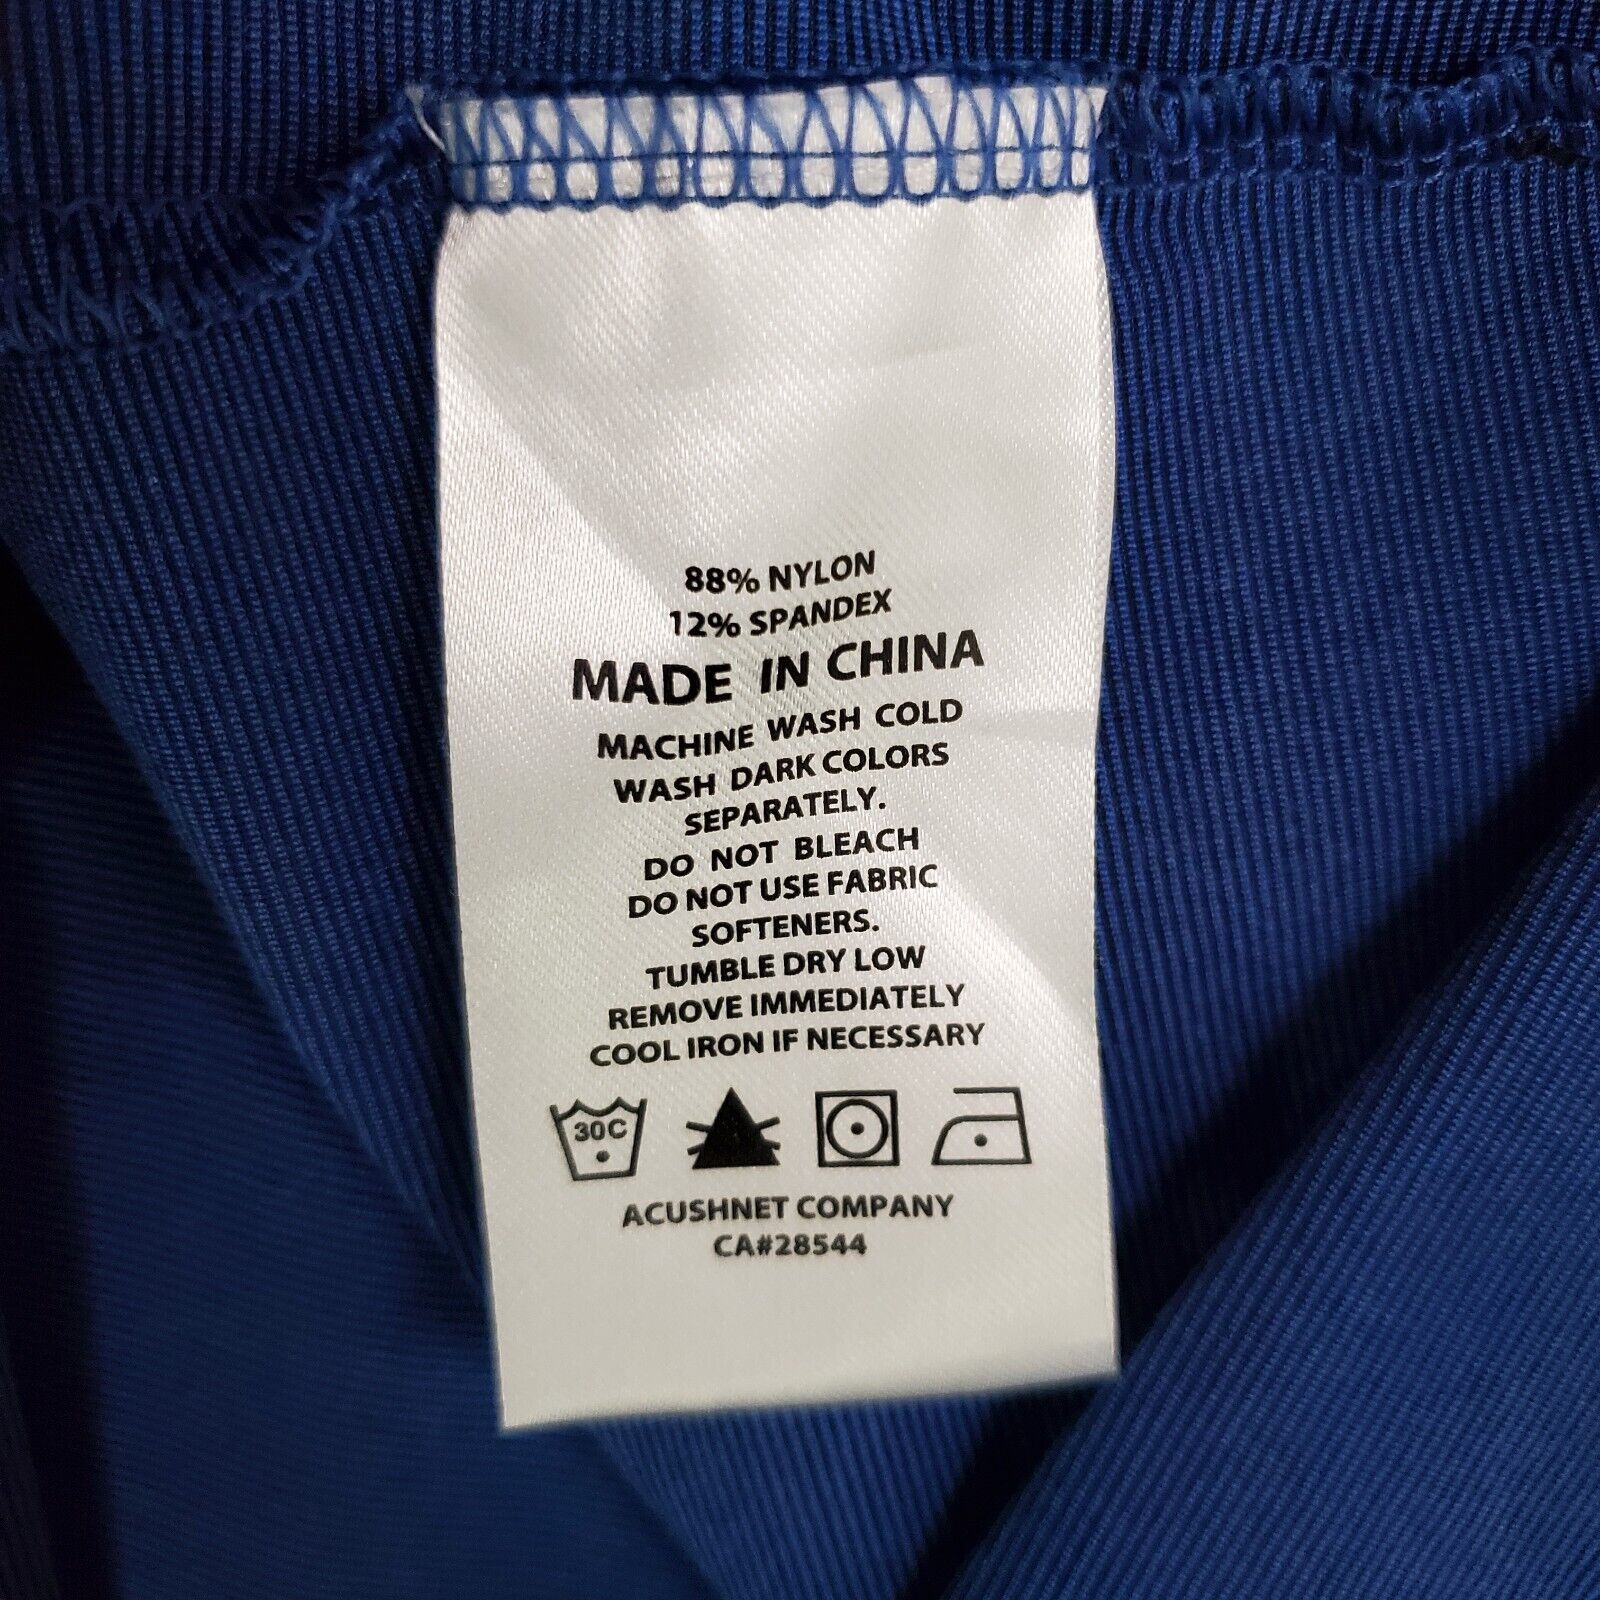 88% NYLON
12% SPANDEX
MADE IN CHINA
MACHINE WASH COLD
WASH DARK COLORS
SEPARATELY.
DO NOT BLEACH
DO NOT USE FABRIC
SOFTENERS.
TUMBLE DRY LOW
REMOVE IMMEDIATELY
COOL IRON IF NECESSARY
30C
ACUSHNET COMPANY
CA#28544